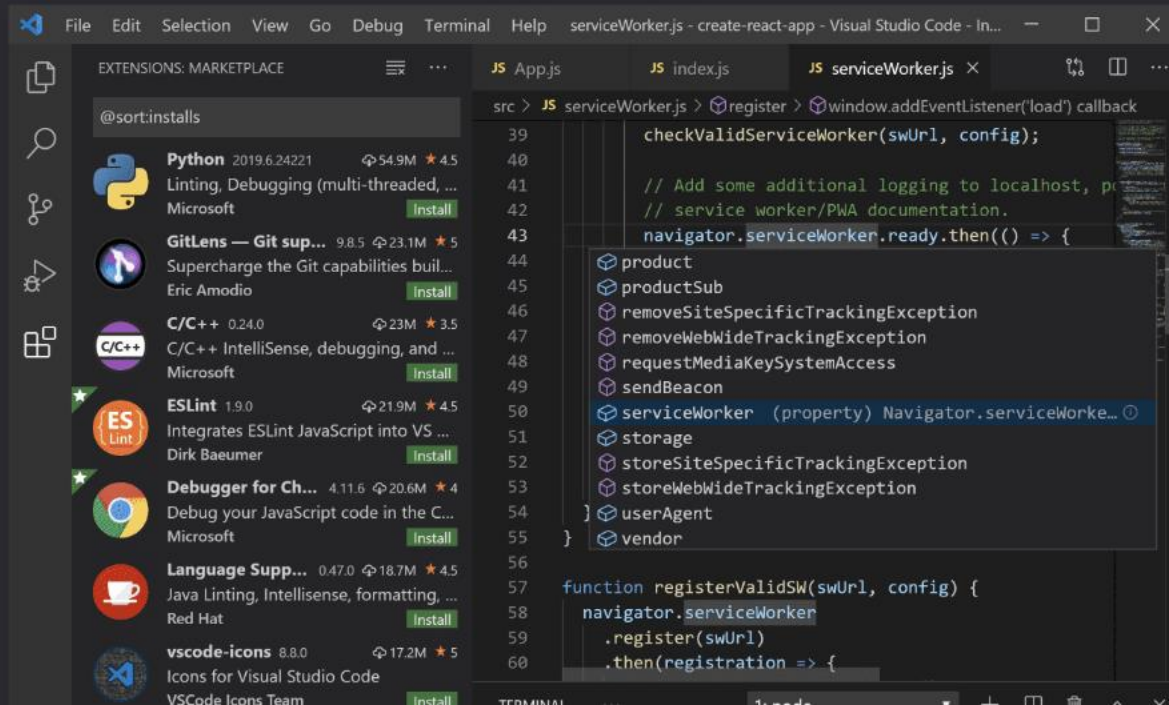 File Edit Selection View Go Debug Terminal Help serviceWorker.js - create-react-app - Visual Studio Code - In...
EXTENSIONS: MARKETPLACE
@sort:installs
Python 2019.6.24221 54.9M ★ 4.5
Linting, Debugging (multi-threaded, ...
Microsoft Install
GitLens — Git sup... 9.8.5 23.1M ★ 5
Supercharge the Git capabilities buil...
Eric Amodio Install
C/C++
C/C++ 0.24.0 23M ★ 3.5
C/C++ IntelliSense, debugging, and ...
Microsoft Install
ES
Lint
ESLint 1.9.0 21.9M ★ 4.5
Integrates ESLint JavaScript into VS ...
Dirk Baeumer Install
Debugger for Ch... 4.11.6 20.6M ★ 4
Debug your JavaScript code in the C...
Microsoft Install
Language Supp... 0.47.0 18.7M ★ 4.5
Java Linting, Intellisense, formatting, ...
Red Hat Install
vscode-icons 8.8.0 17.2M ★ 5
Icons for Visual Studio Code
VSCode Icons Team Install
JS App.js JS index.js JS serviceWorker.js ×
src > JS serviceWorker.js > register > window.addEventListener('load') callback
39 checkValidServiceWorker(swUrl, config);
40
41 // Add some additional logging to localhost,
42 // service worker/PWA documentation.
43 navigator.serviceWorker.ready.then(() => {
44 product
45 productSub
46 removeSiteSpecificTrackingException
47 removeWebWideTrackingException
48 requestMediaKeySystemAccess
49 sendBeacon
50 serviceWorker (property) Navigator.serviceWorke...
51 storage
52 storeSiteSpecificTrackingException
53 storeWebWideTrackingException
54 } userAgent
55 } vendor
56
57 function registerValidSW(swUrl, config) {
58 navigator.serviceWorker
59 .register(swUrl)
60 .then(registration => {
TERMINAL ... 1: node